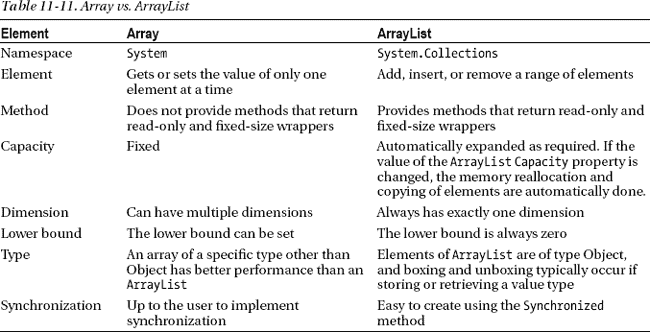 Table 11-11. Array vs. ArrayList
Element Array ArrayList
Namespace System System.Collections
Element Gets or sets the value of only one element at a time Add, insert, or remove a range of elements
Method Does not provide methods that return read-only and fixed-size wrappers Provides methods that return read-only and fixed-size wrappers
Capacity Fixed Automatically expanded as required. If the value of the ArrayList Capacity property is changed, the memory reallocation and copying of elements are automatically done.
Dimension Can have multiple dimensions Always has exactly one dimension
Lower bound The lower bound can be set The lower bound is always zero
Type An array of a specific type other than Object has better performance than an ArrayList Elements of ArrayList are of type Object, and boxing and unboxing typically occur if storing or retrieving a value type
Synchronization Up to the user to implement synchronization Easy to create using the Synchronized method